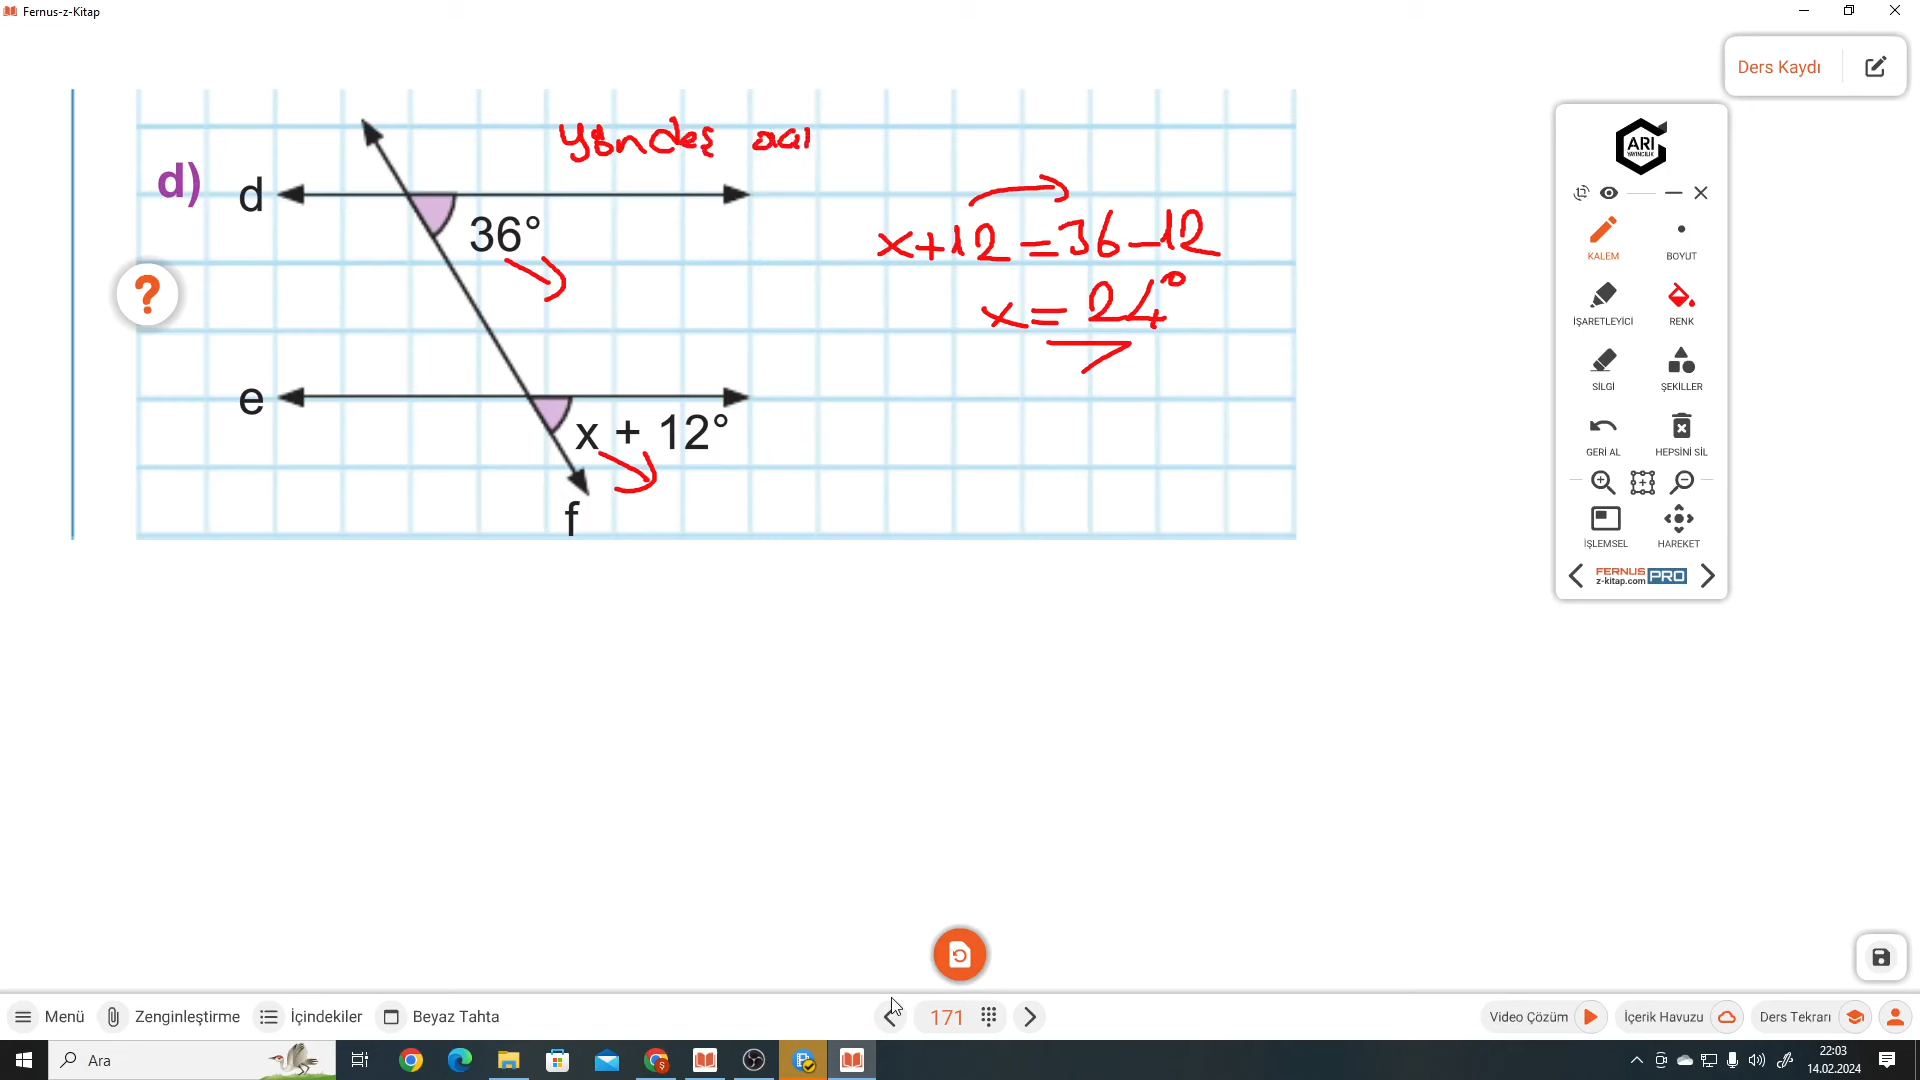 Fernus-z-Kitap
Ders Kaydı
yöndeş açı
d)
d
36°
x+12=36-12
x=24°
e
x + 12°
f
?
ARI
YAYINCILIK
KALEM
BOYUT
İŞARETLEYİCİ
RENK
SİLGİ
ŞEKİLLER
GERİ AL
HEPSİNİ SİL
İŞLEMSEL
HAREKET
FERNUS
z-kitap.com PRO
Menü
Zenginleştirme
İçindekiler
Beyaz Tahta
171
Video Çözüm
İçerik Havuzu
Ders Tekrarı
Ara
22:03
14.02.2024